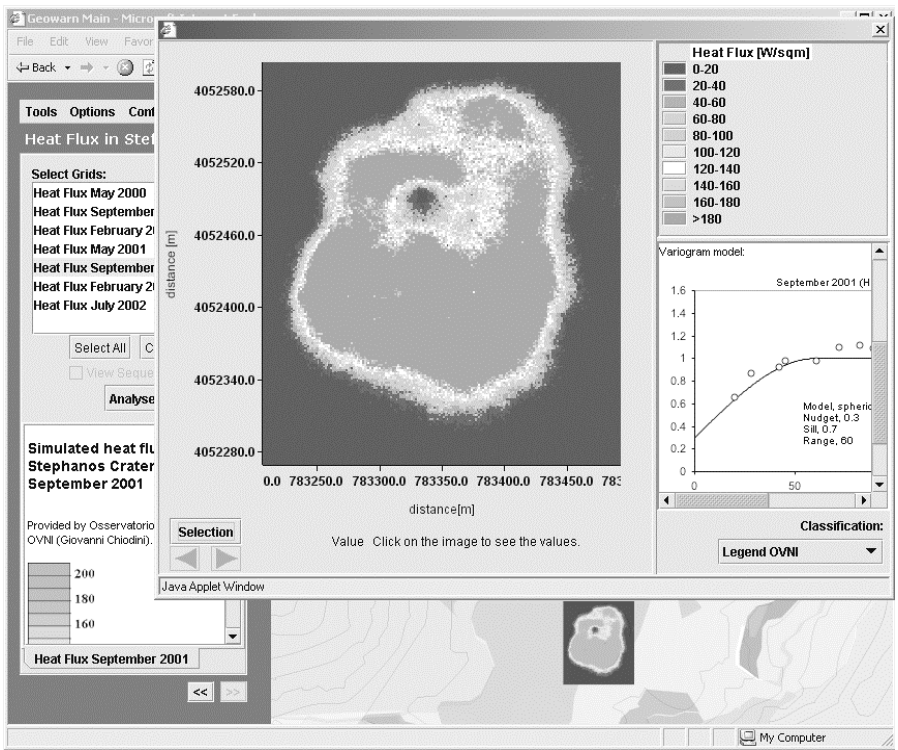 Geowarn Main - Micro
File Edit View Favor
Back
Tools Options Conf
Heat Flux in Stef
Select Grids:
Heat Flux May 2000
Heat Flux September
Heat Flux February 2
Heat Flux May 2001
Heat Flux September
Heat Flux February 2
Heat Flux July 2002
Select All C
View Seque
Analyse
Simulated heat flu
Stephanos Crater
September 2001
Provided by Osservatorio
OVNI (Giovanni Chiodini).
200
180
160
Heat Flux September 2001
<< >>
4052580.0
4052520.0
4052460.0
4052400.0
4052340.0
4052280.0
distance [m]
0.0 783250.0 783300.0 783350.0 783400.0 783450.0 783
distance[m]
Selection
Value Click on the image to see the values.
Java Applet Window
Heat Flux [W/sqm]
0-20
20-40
40-60
60-80
80-100
100-120
120-140
140-160
160-180
>180
Variogram model:
September 2001 (H
1.6
1.4
1.2
1
0.8
0.6
0.4
0.2
0
0 50
Model, spheric
Nudget, 0.3
Sill, 0.7
Range, 60
Classification:
Legend OVNI
My Computer